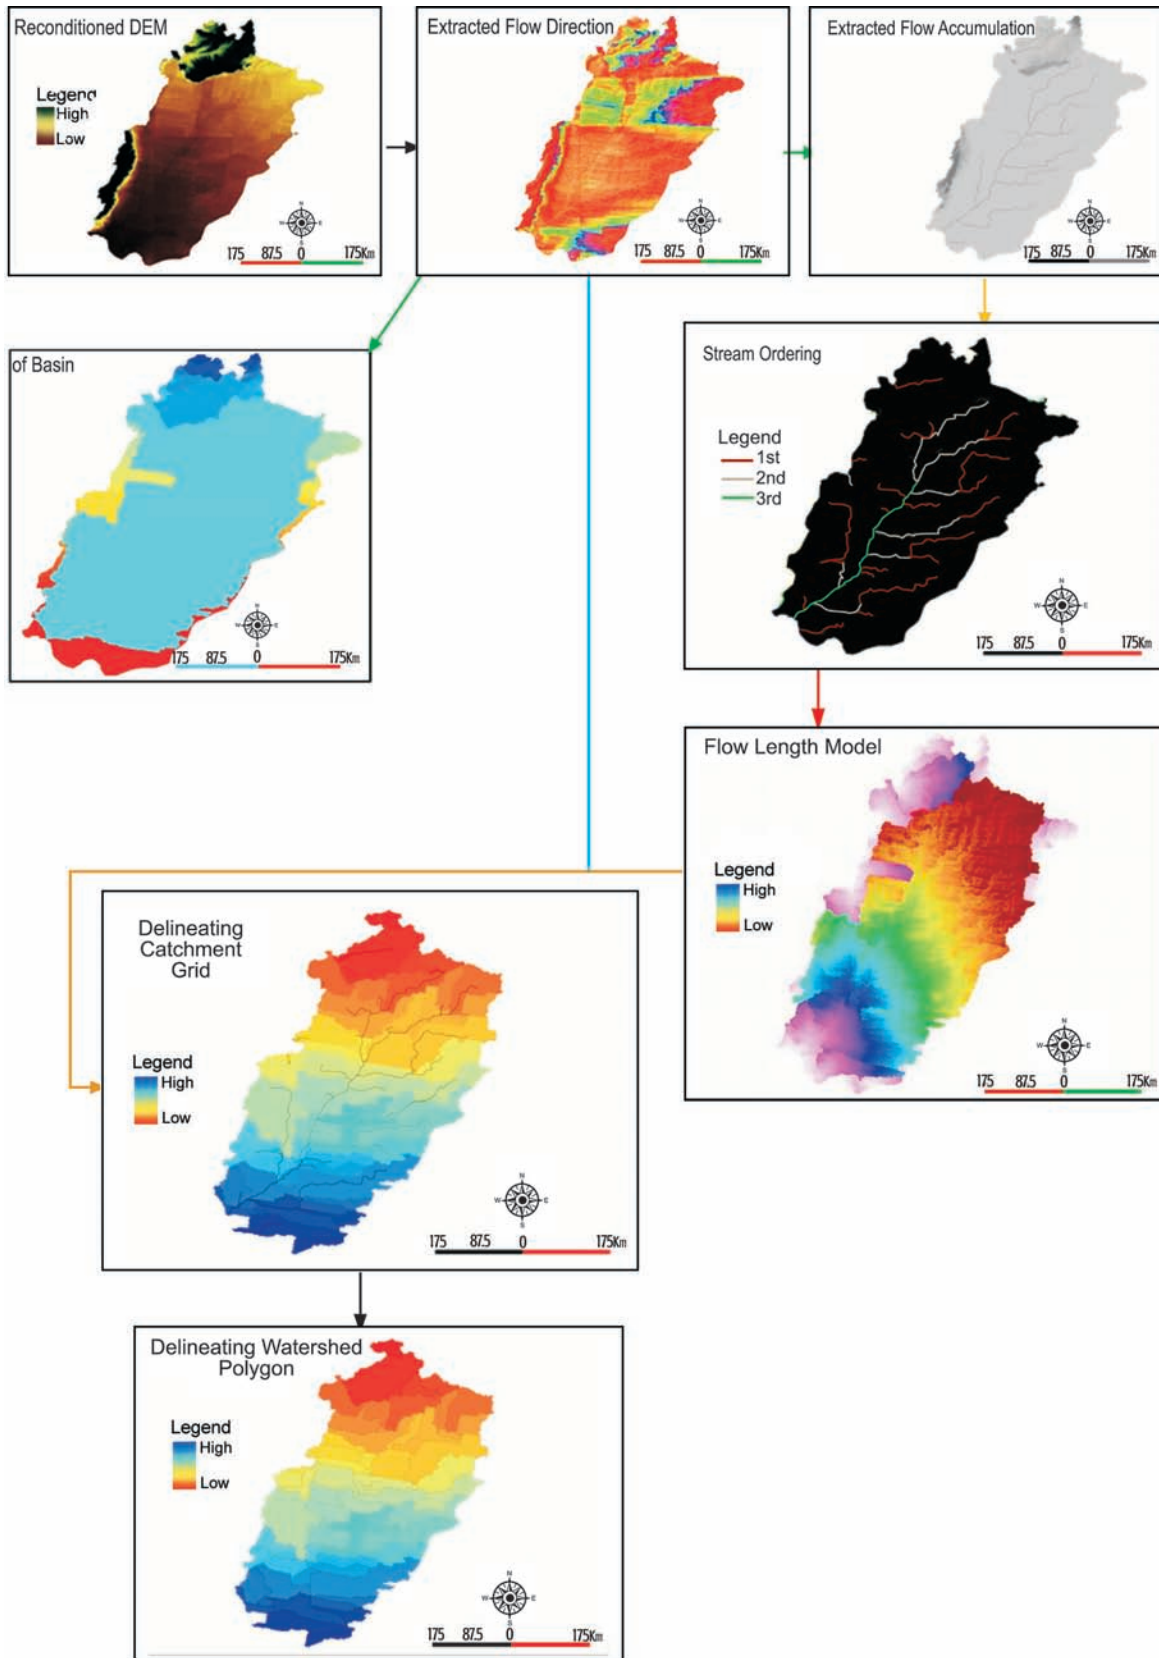 Reconditioned DEM
Legend
High
Low
N
W E
S
175 87.5 0 175Km
Extracted Flow Direction
N
W E
S
175 87.5 0 175Km
Extracted Flow Accumulation
N
W E
S
175 87.5 0 175Km
of Basin
N
W E
S
175 87.5 0 175Km
Stream Ordering
Legend
1st
2nd
3rd
N
W E
S
175 87.5 0 175Km
Flow Length Model
Legend
High
Low
N
W E
S
175 87.5 0 175Km
Delineating
Catchment
Grid
Legend
High
Low
N
W E
S
175 87.5 0 175Km
Delineating Watershed
Polygon
Legend
High
Low
N
W E
S
175 87.5 0 175Km